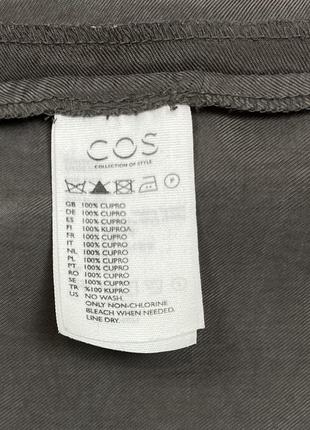 COS
COLLECTION OF STYLE
GB 100% CUPRO
DE 100% CUPRO
ES 100% CUPRO
FI 100% KUPROA
FR 100% CUPRO
IT 100% CUPRO
NL 100% CUPRO
PL 100% CUPRO
PT 100% CUPRO
RO 100% CUPRO
SE 100% CUPRO
TR %100 KUPRO
US NO WASH.
ONLY NON-CHLORINE
BLEACH WHEN NEEDED.
LINE DRY.